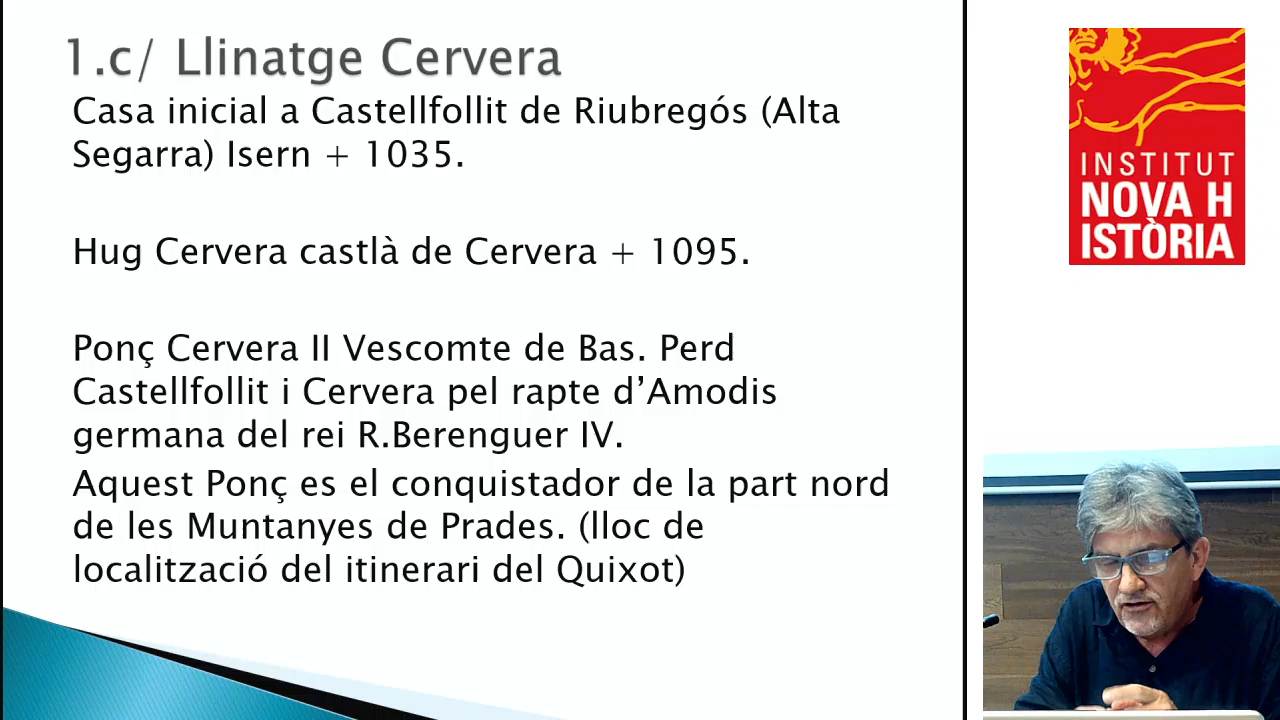 1.c/ Llinatge Cervera
Casa inicial a Castellfollit de Riubregós (Alta
Segarra) Isern + 1035.
Hug Cervera castlà de Cervera + 1095.
Ponç Cervera II Vescomte de Bas. Perd
Castellfollit i Cervera pel rapte d’Amodis
germana del rei R.Berenguer IV.
Aquest Ponç es el conquistador de la part nord
de les Muntanyes de Prades. (lloc de
localització del itinerari del Quixot)
INSTITUT
NOVA H
ISTÒRIA